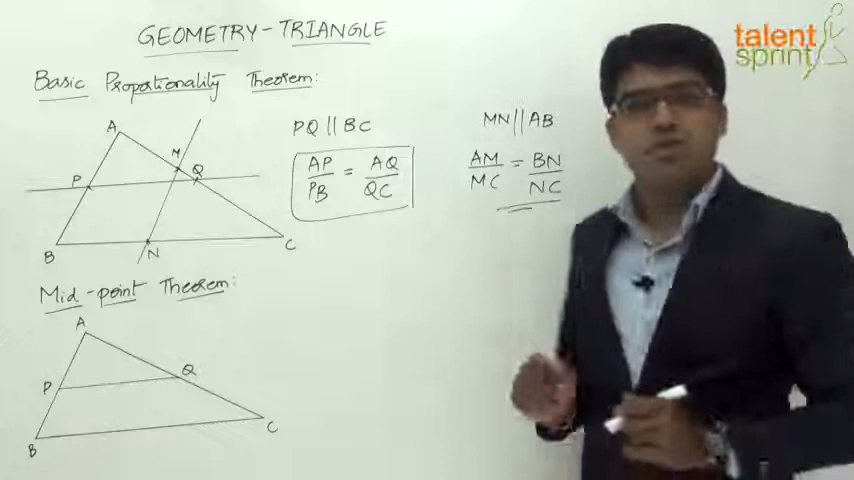 GEOMETRY - TRIANGLE
talent
sprint
Basic Proportionality Theorem:
A
M
Q
P
B
N
C
PQ || BC
AP/PB = AQ/QC
MN || AB
AM/MC = BN/NC
Mid-point Theorem:
A
P
Q
B
C